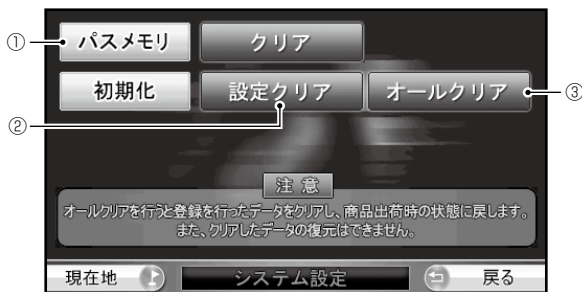 ① パスメモリ クリア
初期化 設定クリア オールクリア ③
②
注 意
オールクリアを行うと登録を行ったデータをクリアし、商品出荷時の状態に戻します。
また、クリアしたデータの復元はできません。
現在地 システム設定 戻る